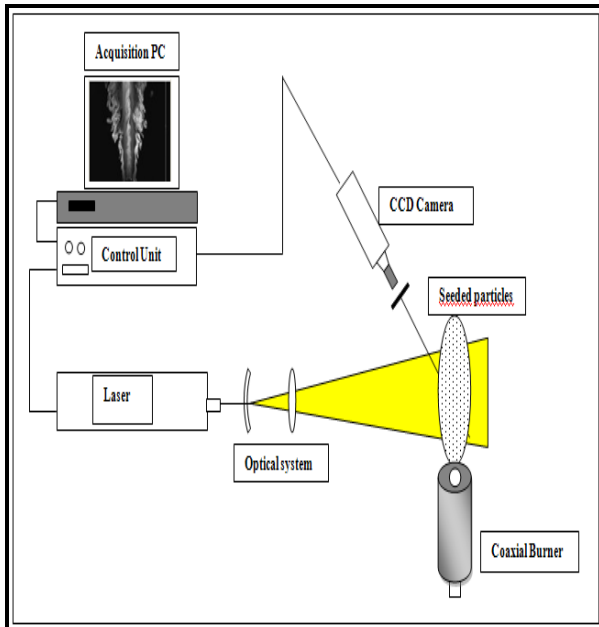 Acquisition PC
CCD Camera
Control Unit
Seeded particles
Laser
Optical system
Coaxial Burner